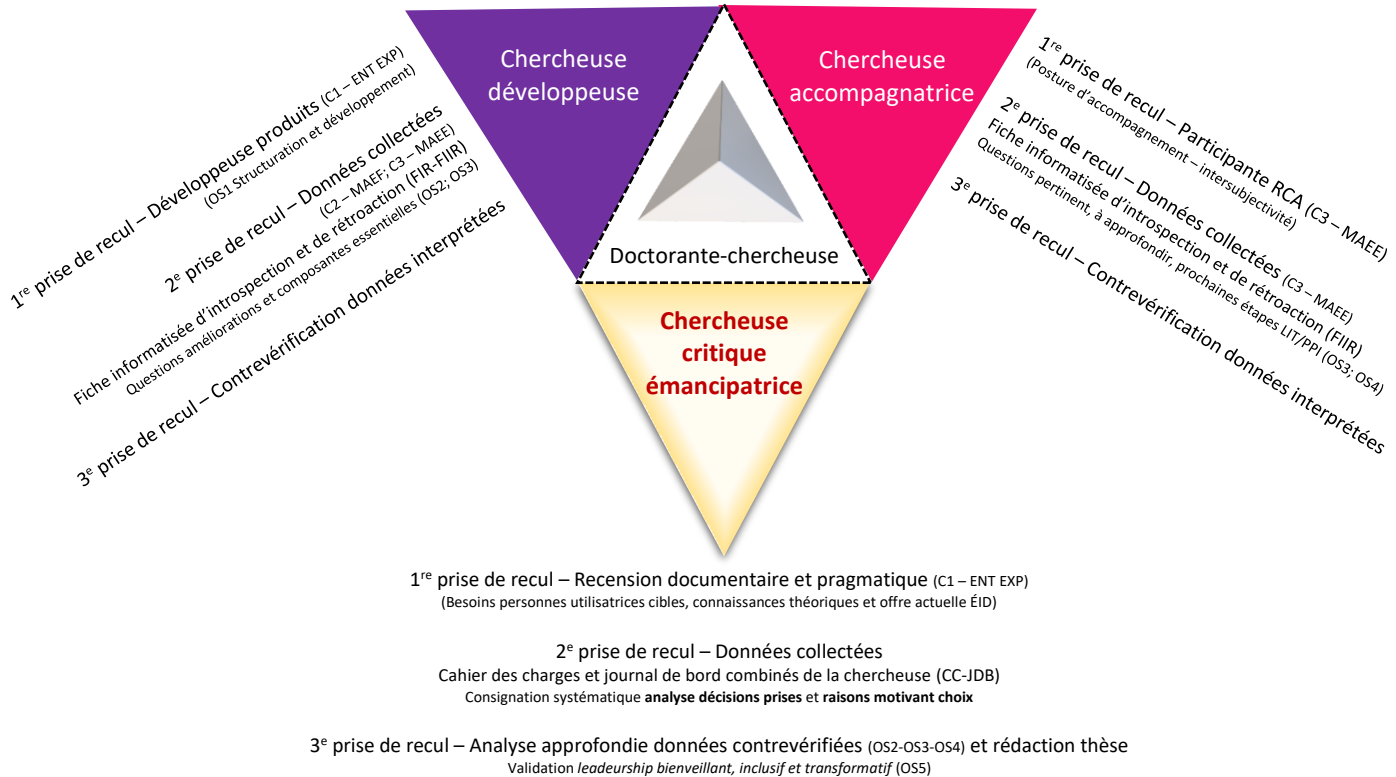 Chercheuse
développeuse
Chercheuse
accompagnatrice
Doctorante-chercheuse
Chercheuse
critique
émancipatrice
1re prise de recul – Développeuse produits (C1 – ENT EXP)
(OS1 Structuration et développement)
2e prise de recul – Données collectées
(C2 – MAEF; C3 – MAEE)
Fiche informatisée d'introspection et de rétroaction (FIR-FIIR)
Questions améliorations et composantes essentielles (OS2; OS3)
3e prise de recul – Contrevérification données interprétées
1re prise de recul – Participante RCA (C3 – MAEE)
(Posture d'accompagnement – intersubjectivité)
2e prise de recul – Données collectées (C3 – MAEE)
Fiche informatisée d'introspection et de rétroaction (FIIR)
Questions pertinent, à approfondir, prochaines étapes LIT/PPI (OS3; OS4)
3e prise de recul – Contrevérification données interprétées
1re prise de recul – Recension documentaire et pragmatique (C1 – ENT EXP)
(Besoins personnes utilisatrices cibles, connaissances théoriques et offre actuelle ÉID)
2e prise de recul – Données collectées
Cahier des charges et journal de bord combinés de la chercheuse (CC-JDB)
Consignation systématique analyse décisions prises et raisons motivant choix
3e prise de recul – Analyse approfondie données contrevérifiées (OS2-OS3-OS4) et rédaction thèse
Validation leadeurship bienveillant, inclusif et transformatif (OS5)